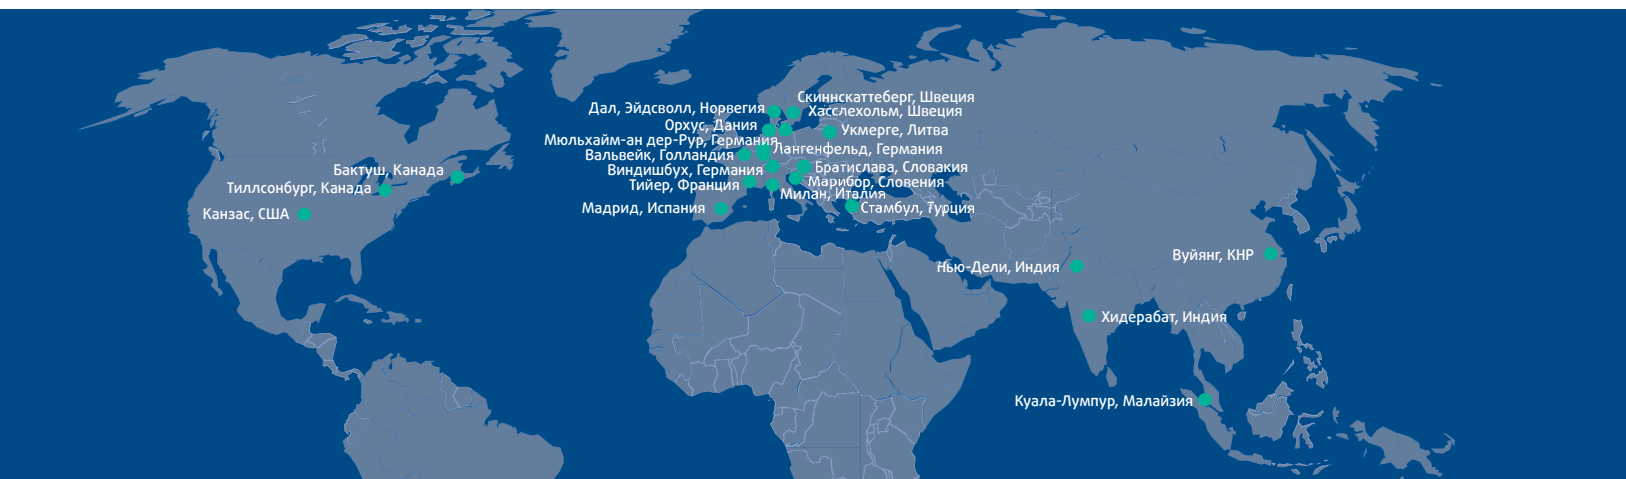 Скиннскаттеберг, Швеция
Дал, Эйдсволл, Норвегия
Хасслехольм, Швеция
Орхус, Дания
Укмерге, Литва
Мюльхайм-ан дер-Рур, Германия
Лангенфельд, Германия
Вальвейк, Голландия
Братислава, Словакия
Виндишбух, Германия
Бактуш, Канада
Марибор, Словения
Тийер, Франция
Тиллсонбург, Канада
Милан, Италия
Мадрид, Испания
Стамбул, Турция
Канзас, США
Вуйянг, КНР
Нью-Дели, Индия
Хидерабат, Индия
Куала-Лумпур, Малайзия